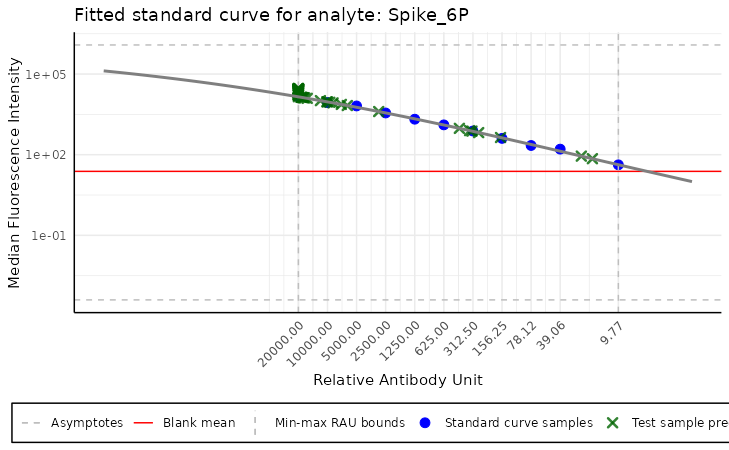 Fitted standard curve for analyte: Spike_6P
Median Fluorescence Intensity
1e+05
1e+02
1e-01
20000.00
10000.00
5000.00
2500.00
1250.00
625.00
312.50
156.25
78.12
39.06
9.77
Relative Antibody Unit
Asymptotes
Blank mean
Min-max RAU bounds
Standard curve samples
Test sample pre